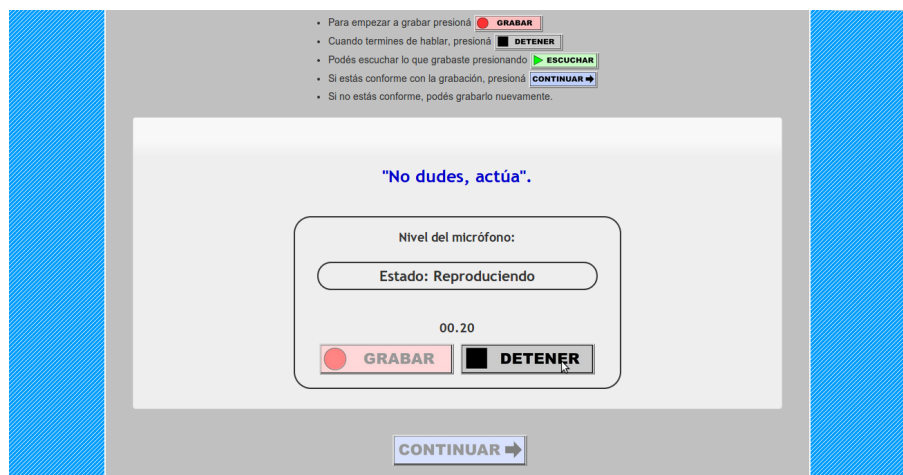 • Para empezar a grabar presioná GRABAR
• Cuando termines de hablar, presioná DETENER
• Podés escuchar lo que grabaste presionando ESCUCHAR
• Si estás conforme con la grabación, presioná CONTINUAR
• Si no estás conforme, podés grabarlo nuevamente.
"No dudes, actúa".
Nivel del micrófono:
Estado: Reproduciendo
00.20
GRABAR DETENER
CONTINUAR